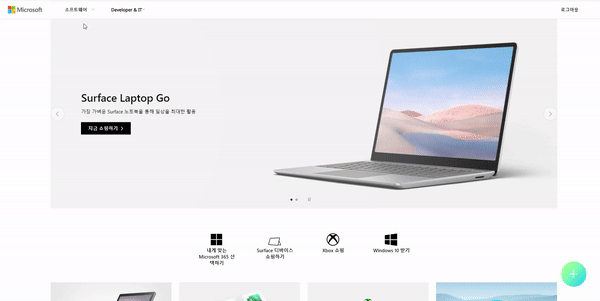 Microsoft
소프트웨어
Developer & IT
로그아웃
Surface Laptop Go
가장 가벼운 Surface 노트북을 통해 일상을 최대한 활용
지금 쇼핑하기
내게 맞는
Microsoft 365 선
택하기
Surface 디바이스
쇼핑하기
Xbox 쇼핑
Windows 10 받기